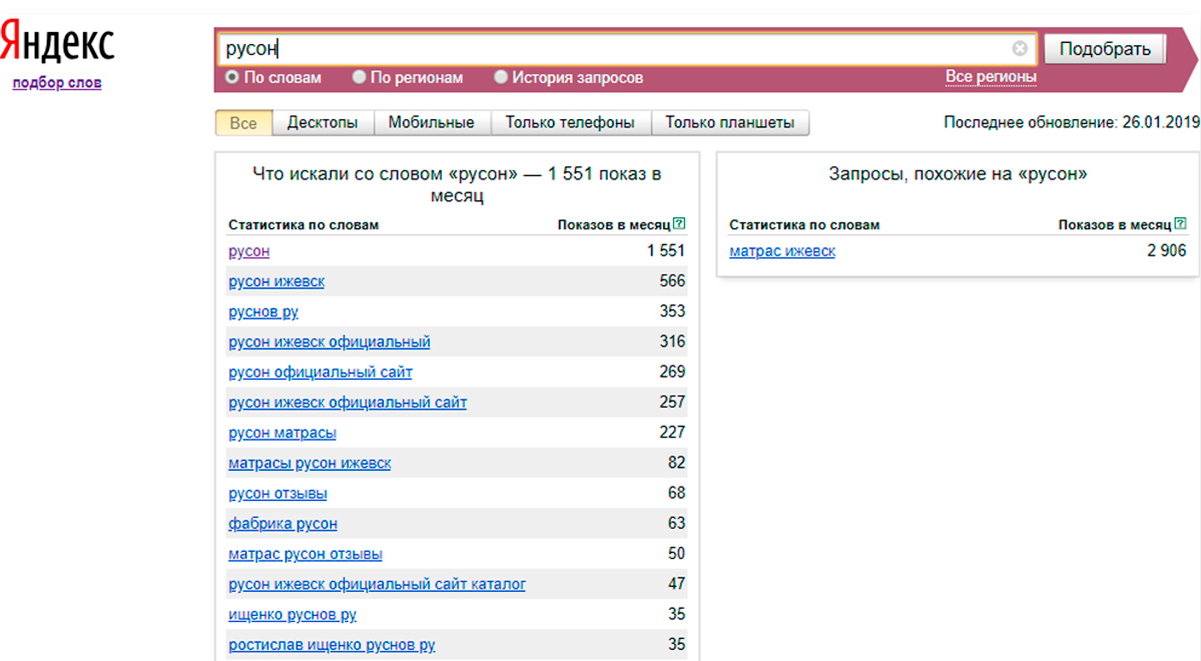 Яндекс
подбор слов
русон
Подобрать
По словам По регионам История запросов Все регионы
Все Десктопы Мобильные Только телефоны Только планшеты Последнее обновление: 26.01.2019
Что искали со словом «русон» — 1 551 показ в
месяц
Статистика по словам Показов в месяц ?
русон 1 551
русон ижевск 566
руснов ру 353
русон ижевск официальный 316
русон официальный сайт 269
русон ижевск официальный сайт 257
русон матрасы 227
матрасы русон ижевск 82
русон отзывы 68
фабрика русон 63
матрас русон отзывы 50
русон ижевск официальный сайт каталог 47
ищенко руснов ру 35
ростислав ищенко руснов ру 35
Запросы, похожие на «русон»
Статистика по словам Показов в месяц ?
матрас ижевск 2 906